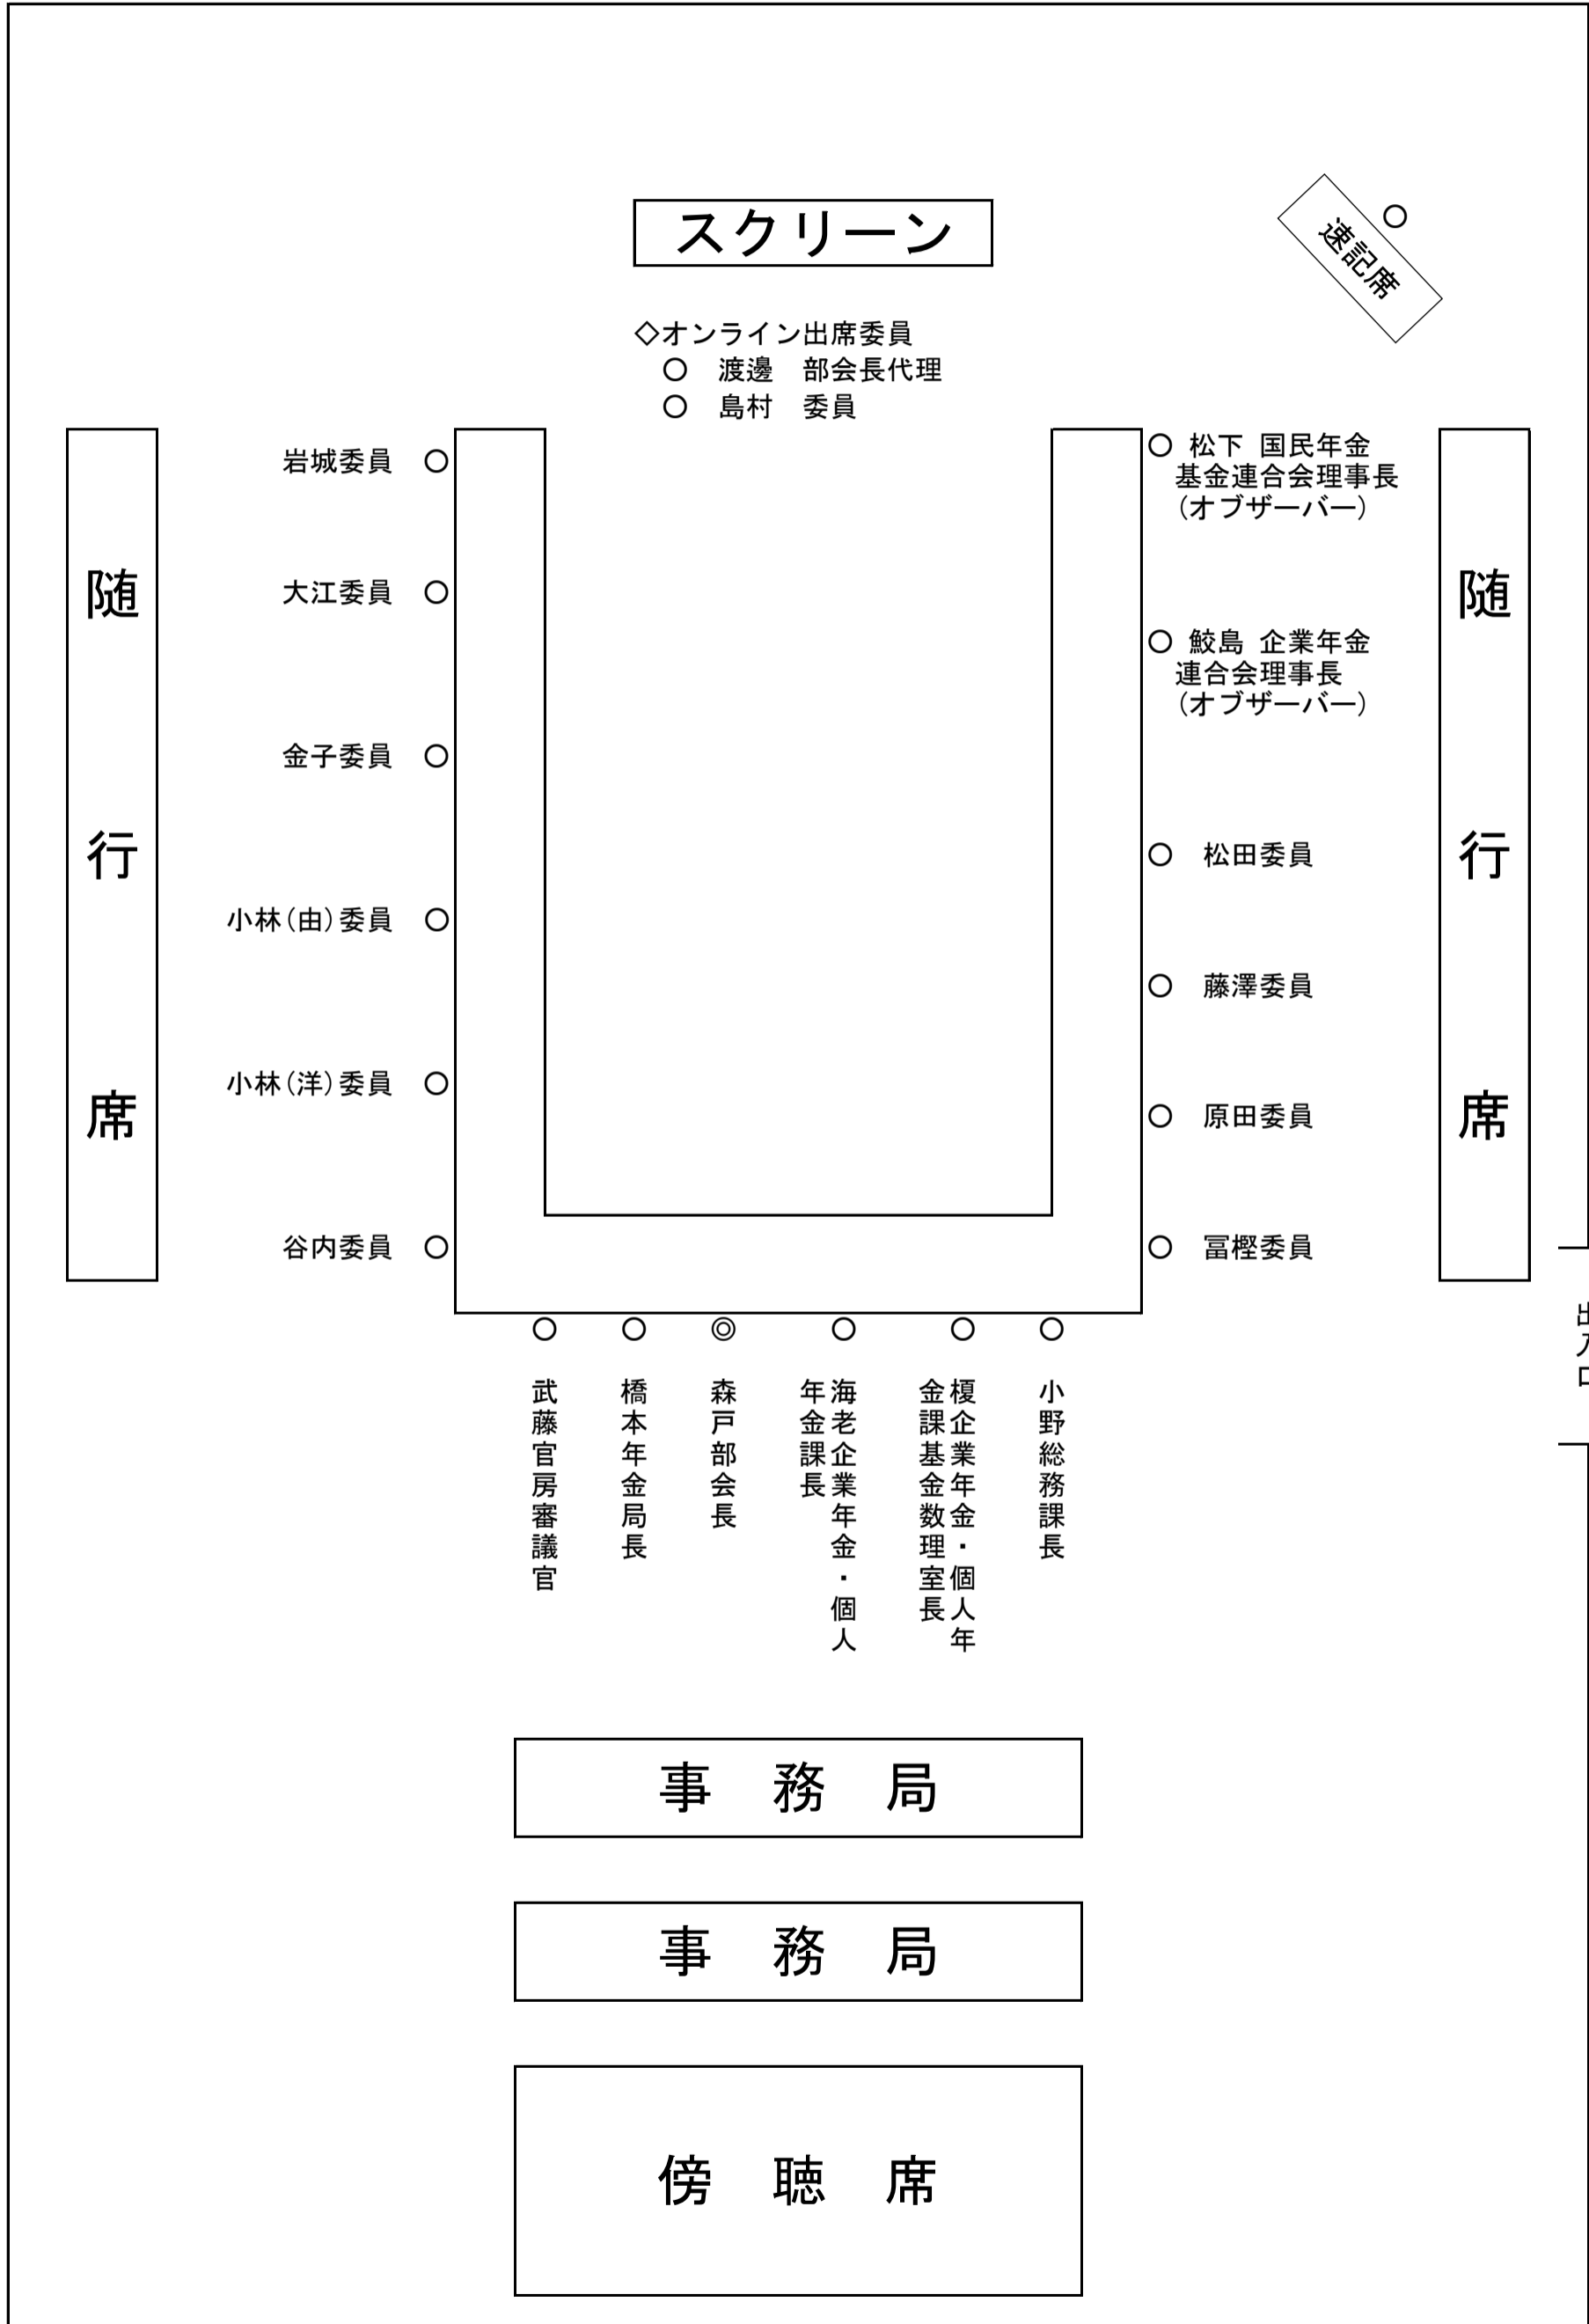 スクリーン
速記席
○
◇オンライン出席委員
○ 渡邊 部会長代理
○ 島村 委員
随行席
岩城委員 ○
大江委員 ○
金子委員 ○
小林(由)委員 ○
小林(洋)委員 ○
谷内委員 ○
○ 松下 国民年金
基金連合会理事長
(オブザーバー)
○ 鮫島 企業年金
連合会理事長
(オブザーバー)
○ 松田委員
○ 藤澤委員
○ 原田委員
○ 冨樫委員
随行席
出入口
○ 武藤官房審議官
○ 橋本年金局長
◎ 森戸部会長
○ 海老企業年金・個人
年金課長
○ 榎企業年金・個人年
金課基金数理室長
○ 小野総務課長
事務局
事務局
傍聴席